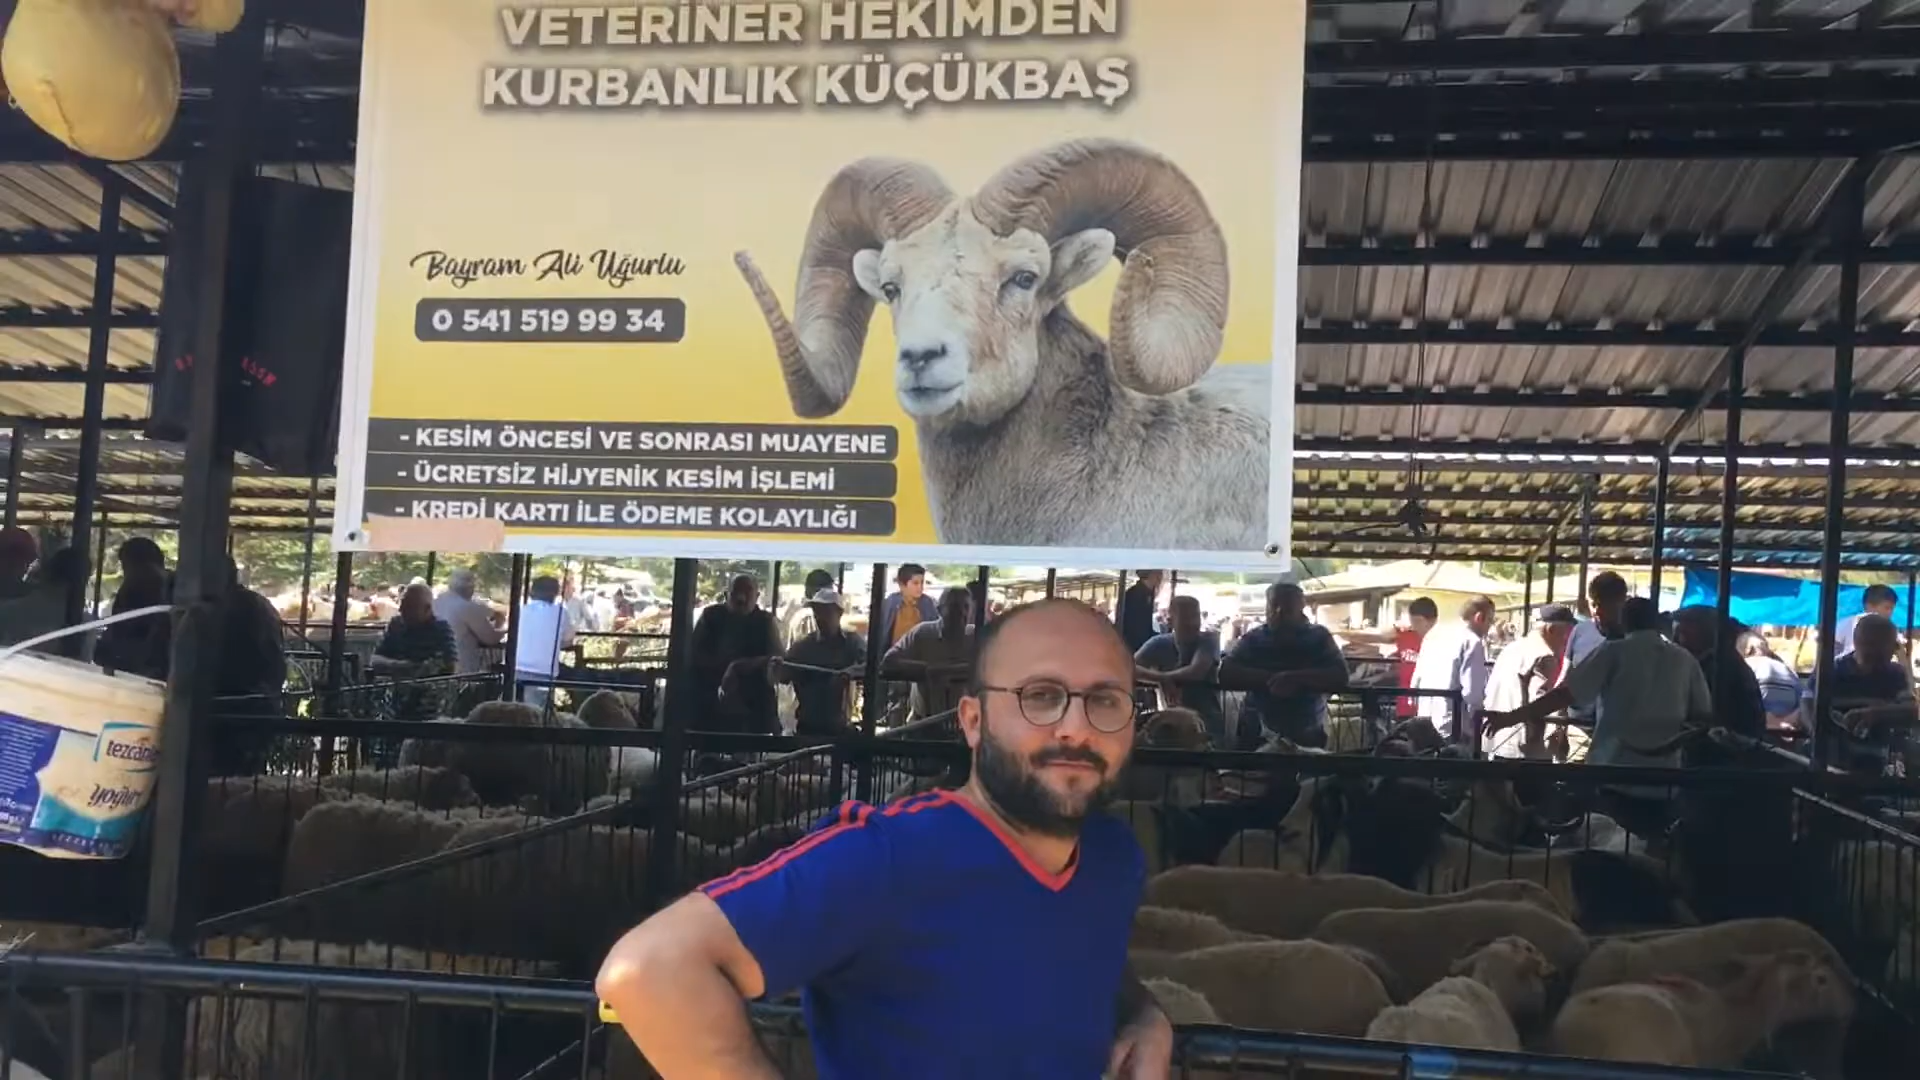 VETERİNER HEKİMDEN
KURBANLIK KÜÇÜKBAŞ
Bayram Ali Uğurlu
0 541 519 99 34
- KESİM ÖNCESİ VE SONRASI MUAYENE
- ÜCRETSİZ HİJYENİK KESİM İŞLEMİ
- KREDİ KARTI İLE ÖDEME KOLAYLIĞI
yoğurt